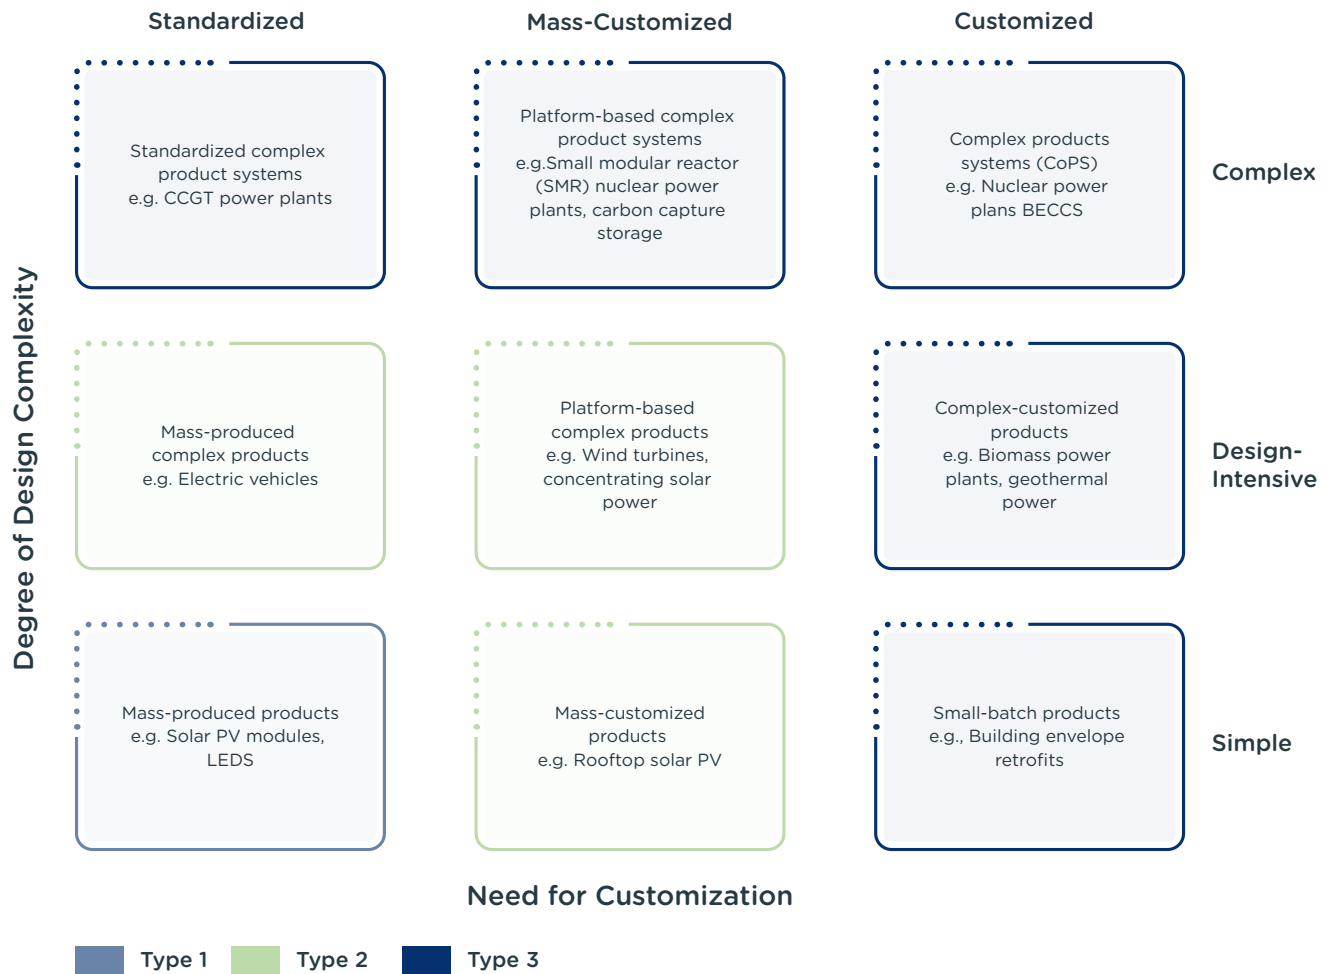 Standardized
Mass-Customized
Customized
Standardized complex
product systems
e.g. CCGT power plants
Platform-based complex
product systems
e.g.Small modular reactor
(SMR) nuclear power
plants, carbon capture
storage
Complex products
systems (CoPS)
e.g. Nuclear power
plans BECCS
Complex
Degree of Design Complexity
Mass-produced
complex products
e.g. Electric vehicles
Platform-based
complex products
e.g. Wind turbines,
concentrating solar
power
Complex-customized
products
e.g. Biomass power
plants, geothermal
power
Design-
Intensive
Mass-produced products
e.g. Solar PV modules,
LEDS
Mass-customized
products
e.g. Rooftop solar PV
Small-batch products
e.g., Building envelope
retrofits
Simple
Need for Customization
Type 1
Type 2
Type 3